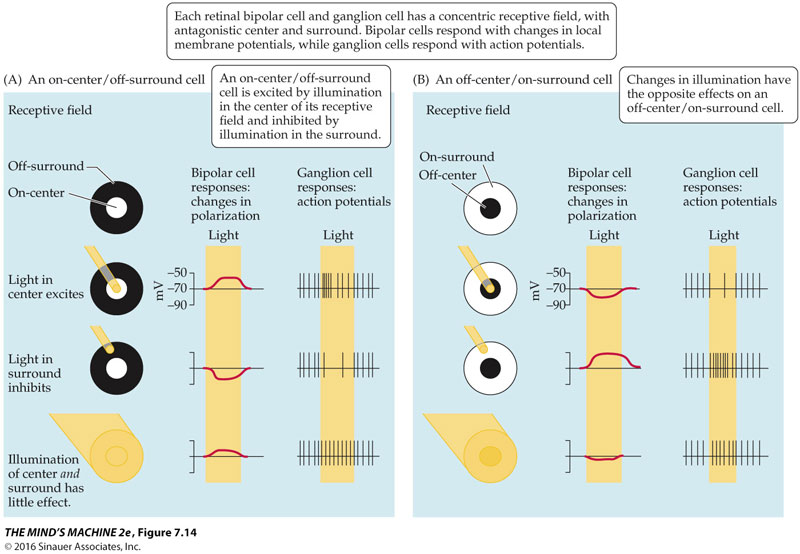 Each retinal bipolar cell and ganglion cell has a concentric receptive field, with
antagonistic center and surround. Bipolar cells respond with changes in local
membrane potentials, while ganglion cells respond with action potentials.
(A) An on-center/off-surround cell
An on-center/off-surround
cell is excited by illumination
in the center of its receptive
field and inhibited by
illumination in the surround.
Receptive field
Off-surround
On-center
Bipolar cell
responses:
changes in
polarization
Ganglion cell
responses:
action potentials
Light
Light
Light in
center excites
mV
–50
–70
–90
Light in
surround
inhibits
Illumination
of center and
surround has
little effect.
(B) An off-center/on-surround cell
Changes in illumination have
the opposite effects on an
off-center/on-surround cell.
Receptive field
On-surround
Off-center
Bipolar cell
responses:
changes in
polarization
Ganglion cell
responses:
action potentials
Light
Light
mV
–50
–70
–90
THE MIND'S MACHINE 2e, Figure 7.14
© 2016 Sinauer Associates, Inc.